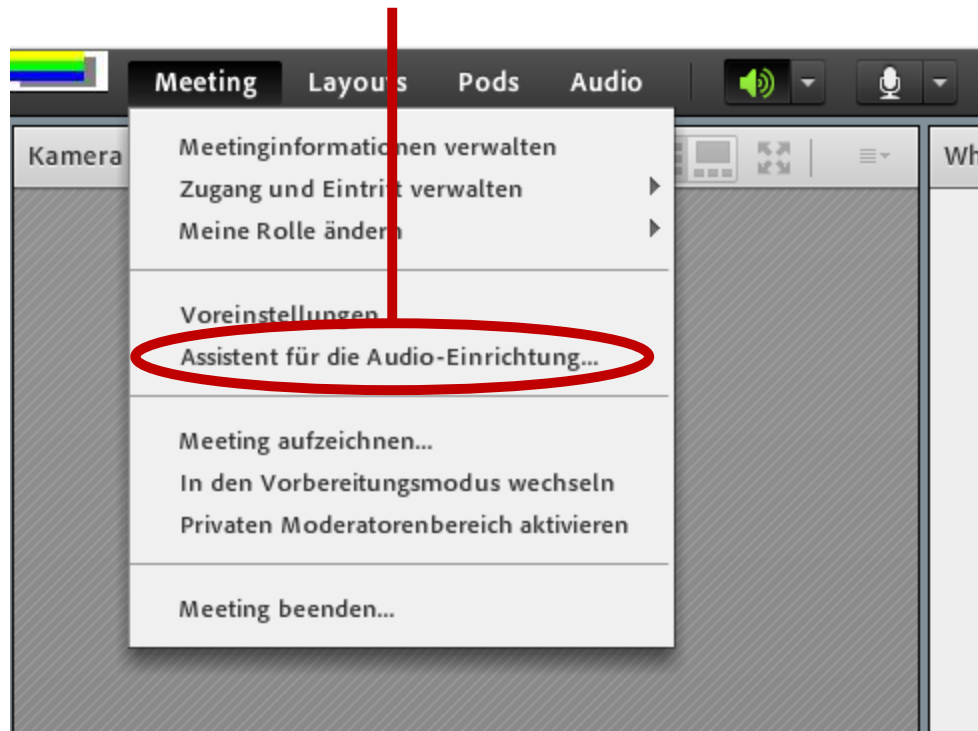 Meeting Layouts Pods Audio
Kamera
Wh
Meetinginformationen verwalten
Zugang und Eintritt verwalten
Meine Rolle ändern
Voreinstellungen
Assistent für die Audio-Einrichtung...
Meeting aufzeichnen...
In den Vorbereitungsmodus wechseln
Privaten Moderatorenbereich aktivieren
Meeting beenden...